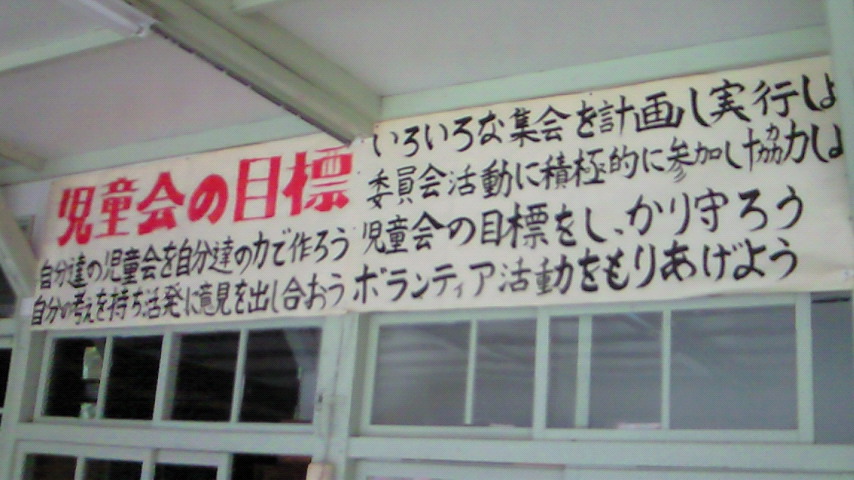 児童会の目標
自分達の児童会を自分達の力で作ろう
自分の考えを持ち活発に意見を出し合おう
いろいろな集会を計画し実行しよ
委員会活動に積極的に参加し協力しよ
児童会の目標をしっかり守ろう
ボランティア活動をもりあげよう